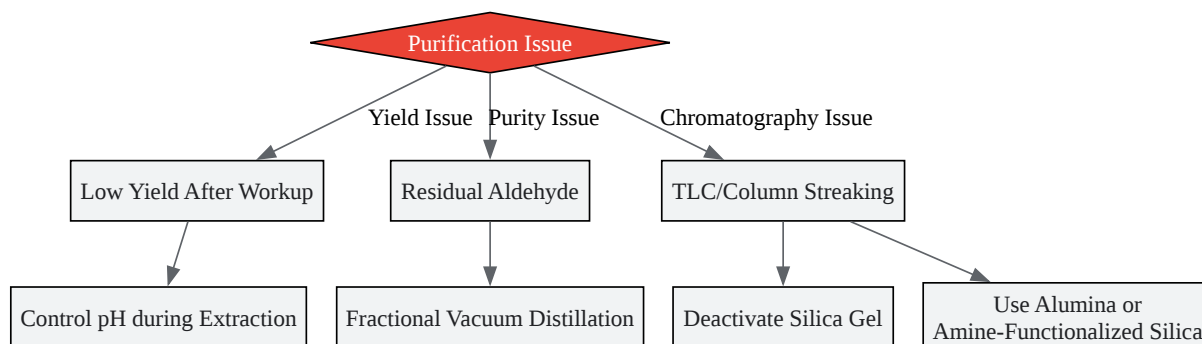 Purification Issue
Yield Issue
Purity Issue
Chromatography Issue
Low Yield After Workup
Residual Aldehyde
TLC/Column Streaking
Control pH during Extraction
Fractional Vacuum Distillation
Deactivate Silica Gel
Use Alumina or
Amine-Functionalized Silica